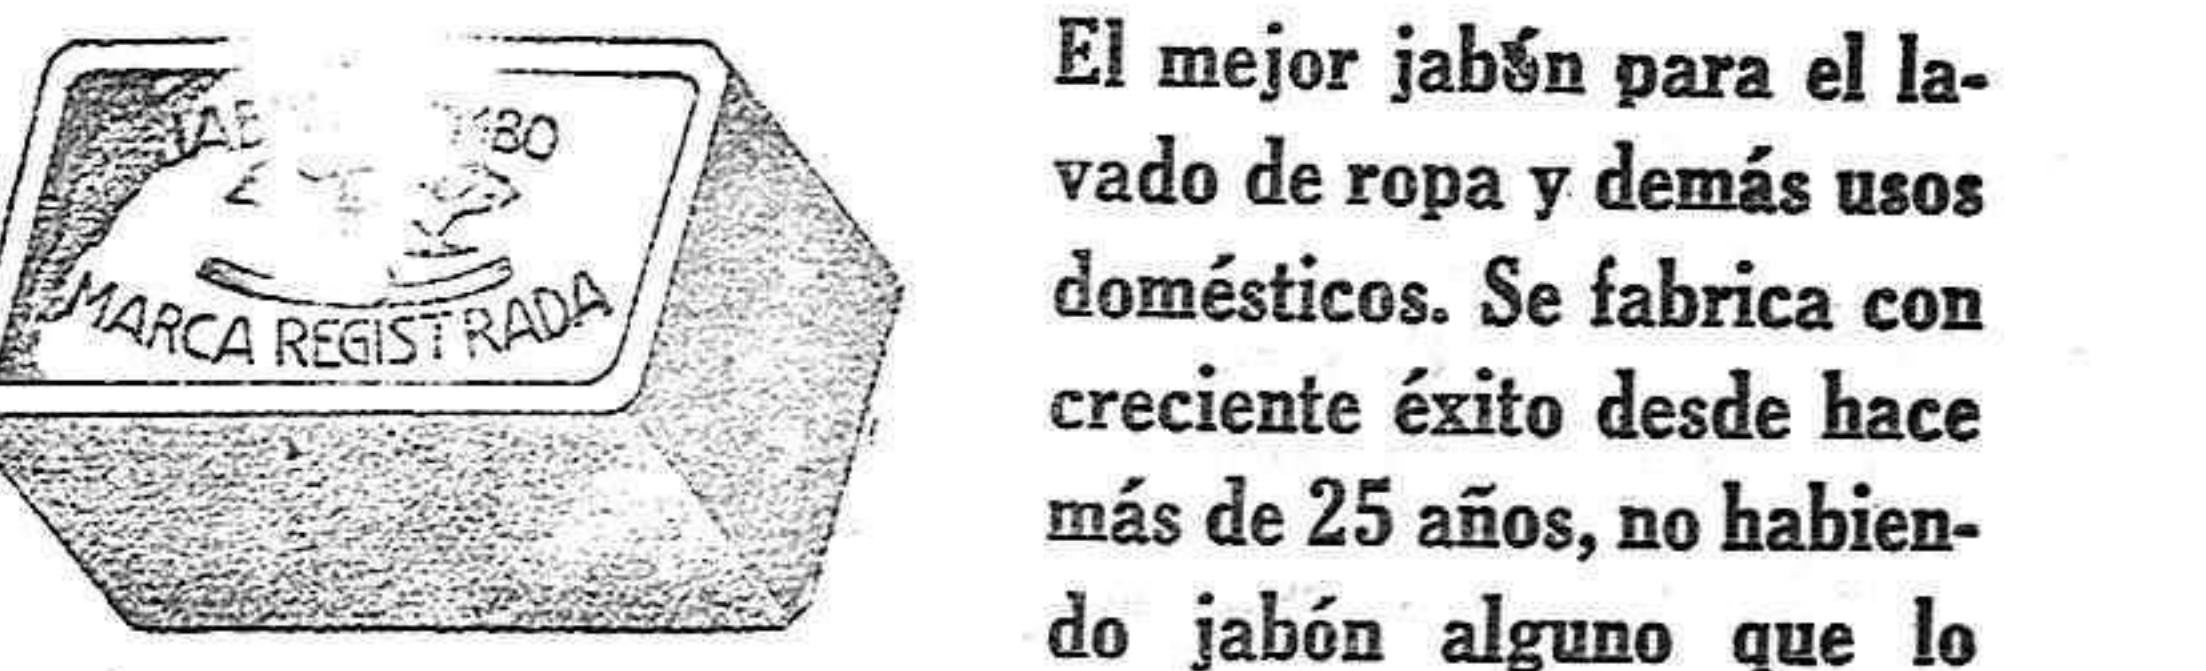 MARCA REGISTRADA
El mejor jabón para el la-
vado de ropa y demás usos
domésticos. Se fabrica con
creciente éxito desde hace
más de 25 años, no habien-
do jabón alguno que lo